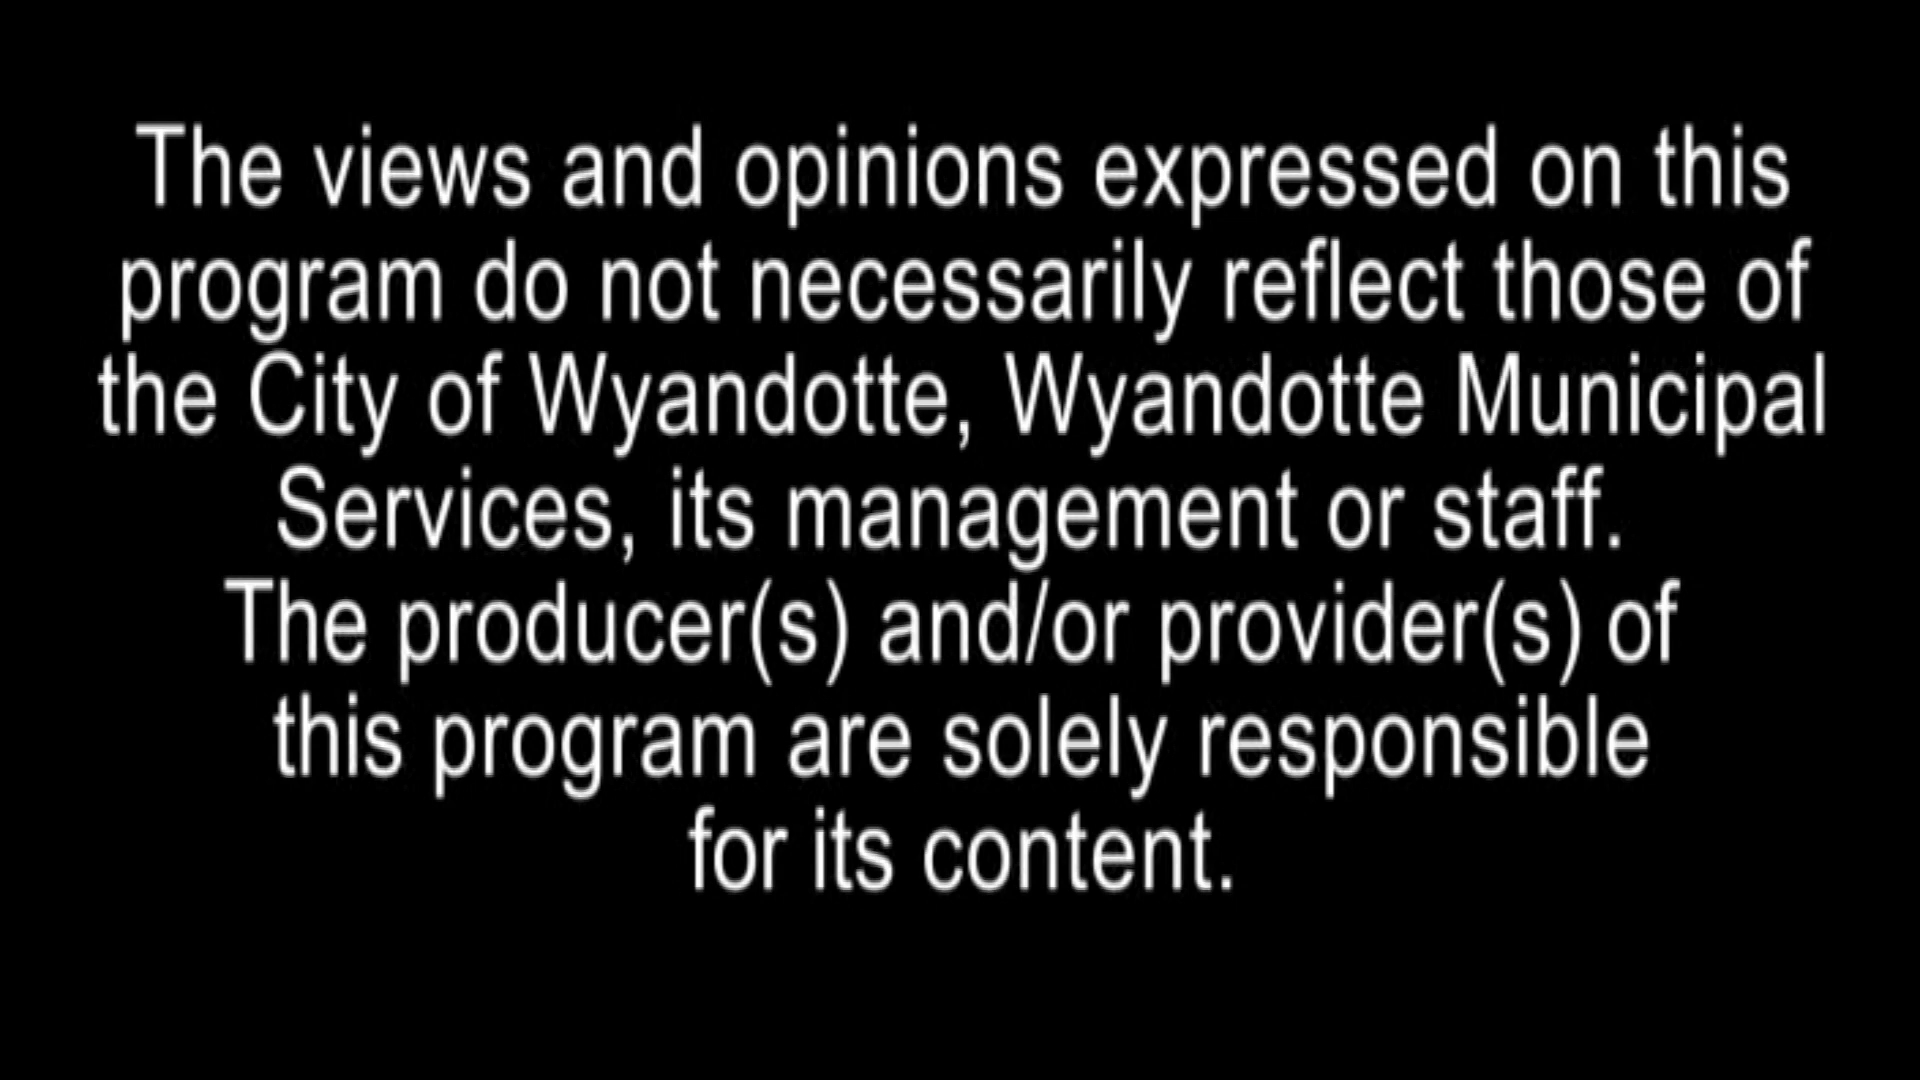 The views and opinions expressed on this
program do not necessarily reflect those of
the City of Wyandotte, Wyandotte Municipal
Services, its management or staff.
The producer(s) and/or provider(s) of
this program are solely responsible
for its content.